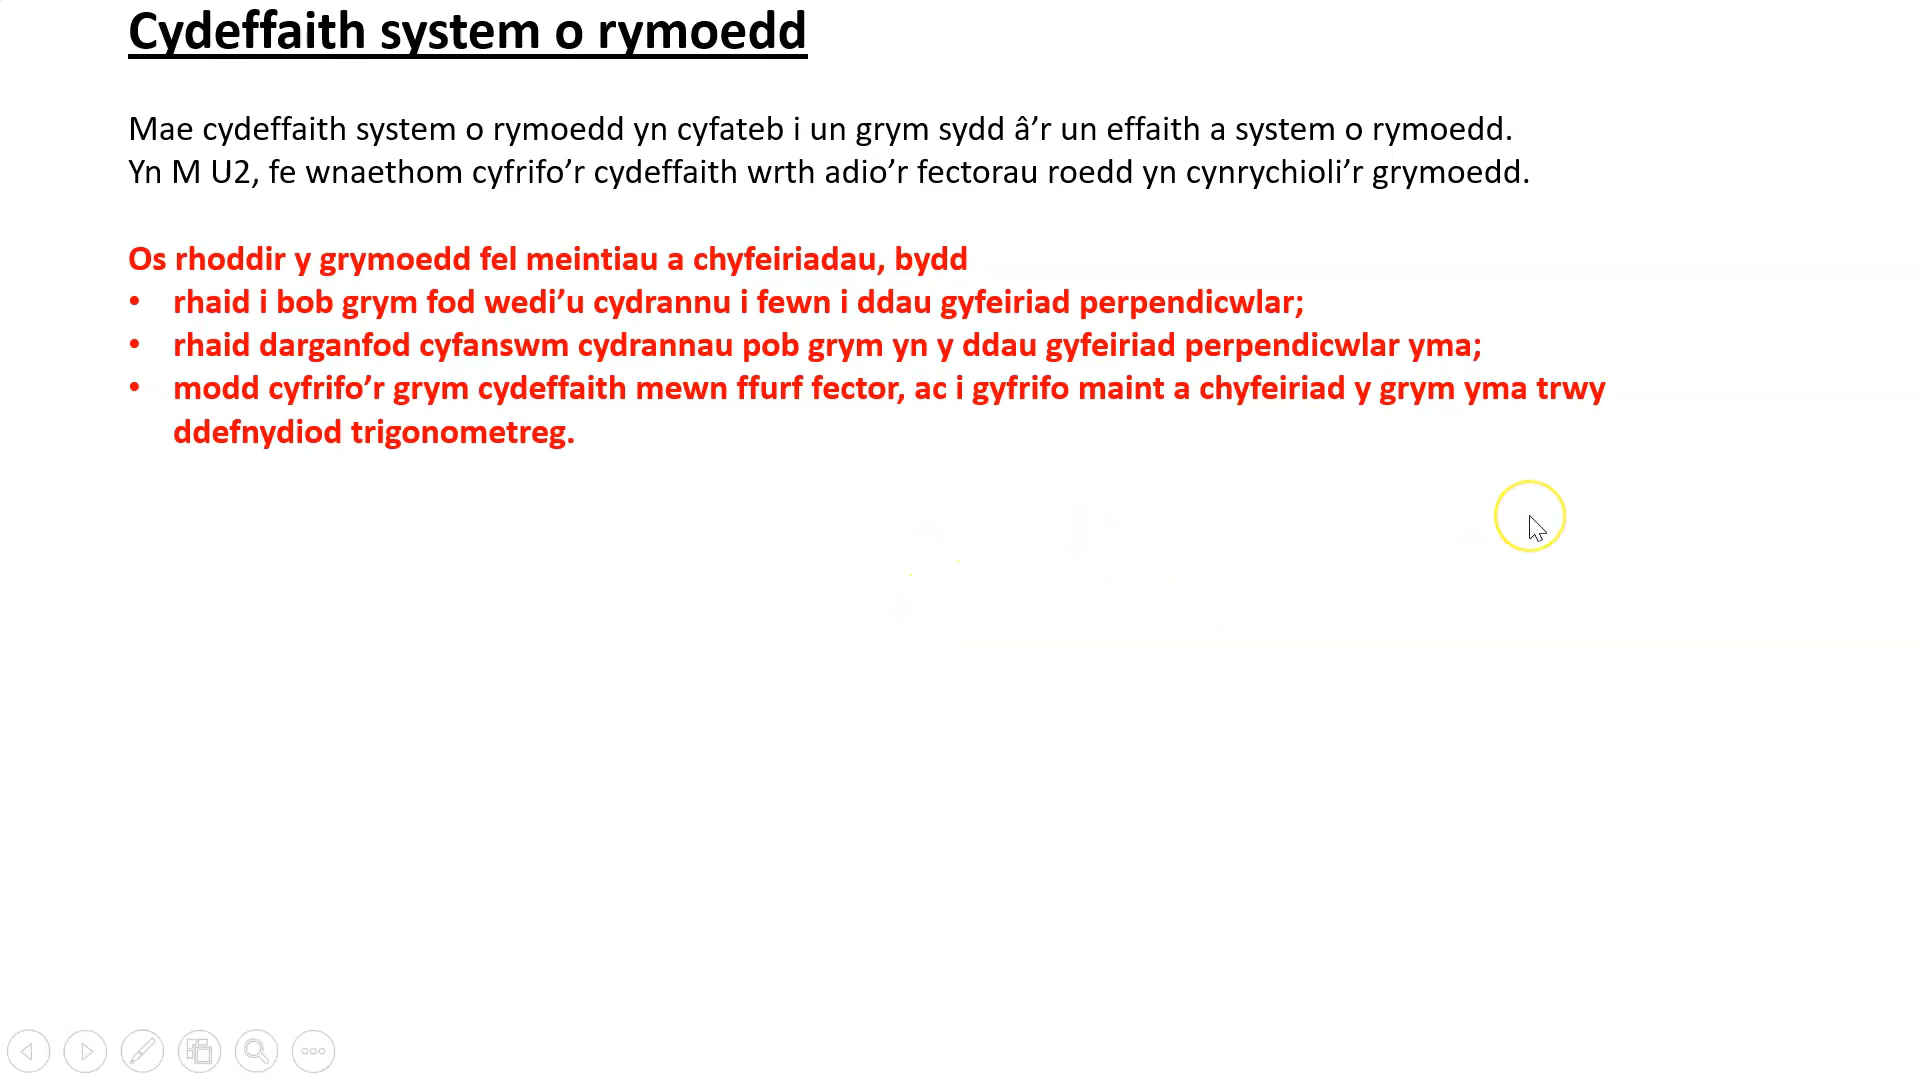 Cydeffaith system o rymoedd
Mae cydeffaith system o rymoedd yn cyfateb i un grym sydd â’r un effaith a system o rymoedd.
Yn M U2, fe wnaethom cyfrifo’r cydeffaith wrth adio’r fectorau roedd yn cynrychioli’r grymoedd.
Os rhoddir y grymoedd fel meintiau a chyfeiriadau, bydd
• rhaid i bob grym fod wedi’u cydrannu i fewn i ddau gyfeiriad perpendicwlar;
• rhaid darganfod cyfanswm cydrannau pob grym yn y ddau gyfeiriad perpendicwlar yma;
• modd cyfrifo’r grym cydeffaith mewn ffurf fector, ac i gyfrifo maint a chyfeiriad y grym yma trwy
ddefnydiod trigonometreg.